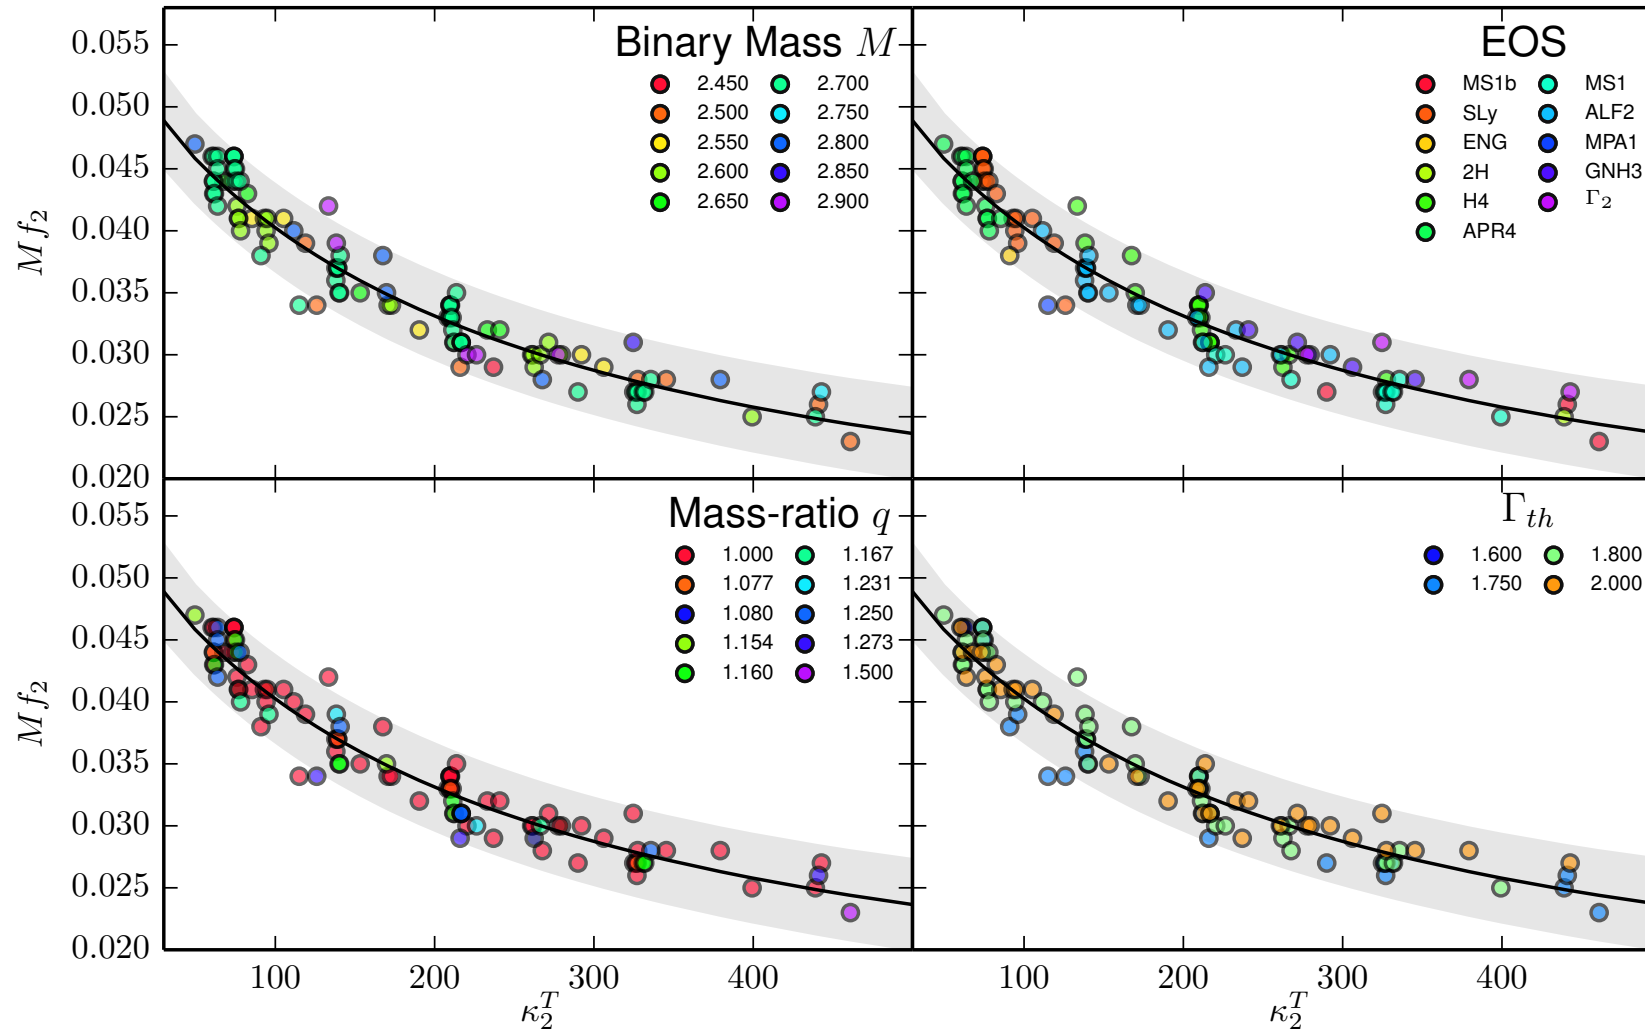 Binary Mass M
2.450 2.700
2.500 2.750
2.550 2.800
2.600 2.850
2.650 2.900
EOS
MS1b MS1
SLy ALF2
ENG MPA1
2H GNH3
H4 Γ₂
APR4
0.055
0.050
0.045
0.040
0.035
0.030
0.025
0.020
M f₂
Mass-ratio q
1.000 1.167
1.077 1.231
1.080 1.250
1.154 1.273
1.160 1.500
Γ_{th}
1.600 1.800
1.750 2.000
0.055
0.050
0.045
0.040
0.035
0.030
0.025
0.020
M f₂
100 200 300 400
100 200 300 400
κ₂ᵀ
κ₂ᵀ